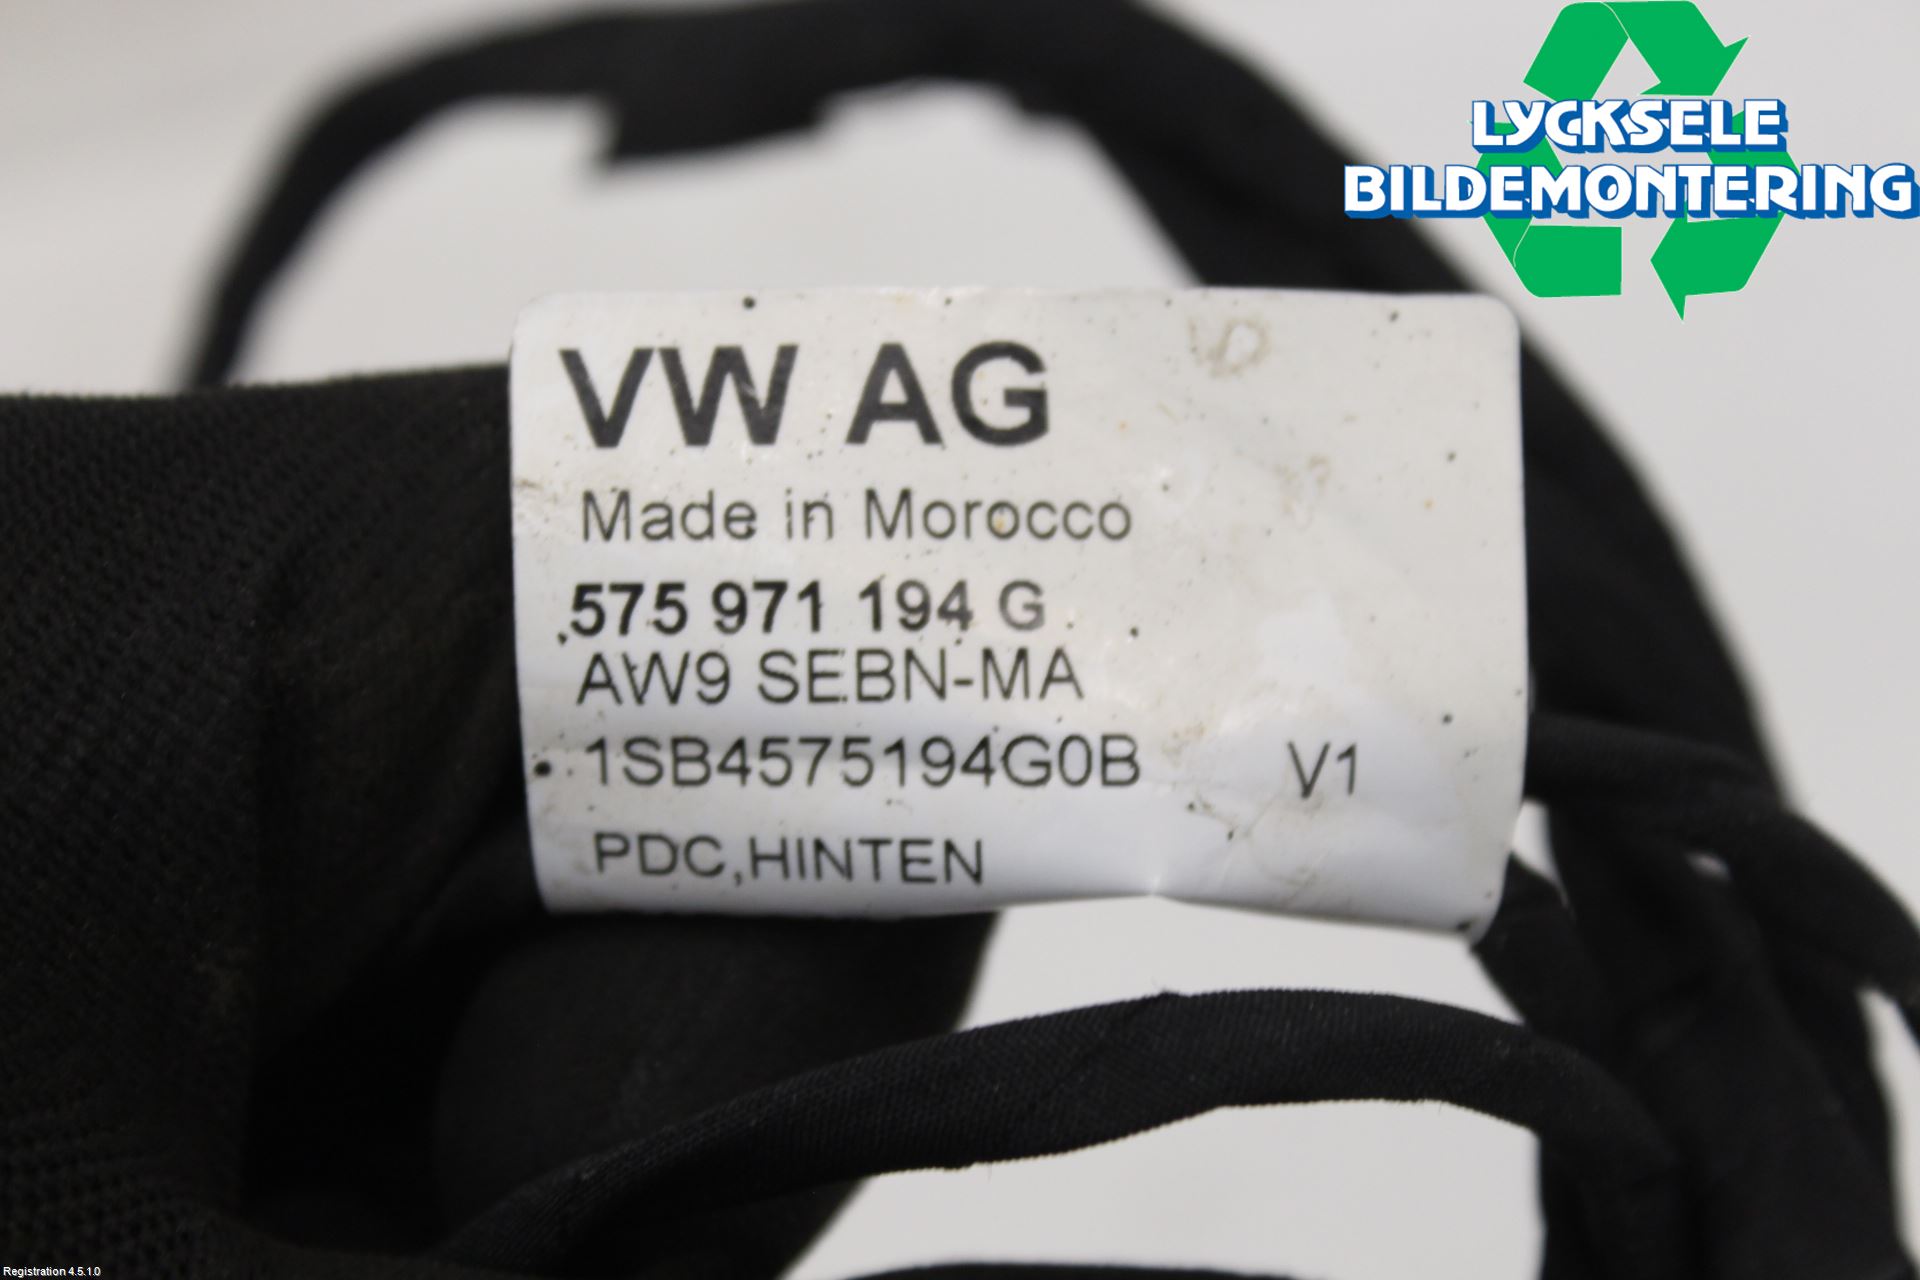 LYCKSELE
BILDEMONTERING
VW AG
Made in Morocco
575 971 194 G
AW9 SEBN-MA
1SB4575194G0B V1
PDC,HINTEN
Registration 4.5.1.0